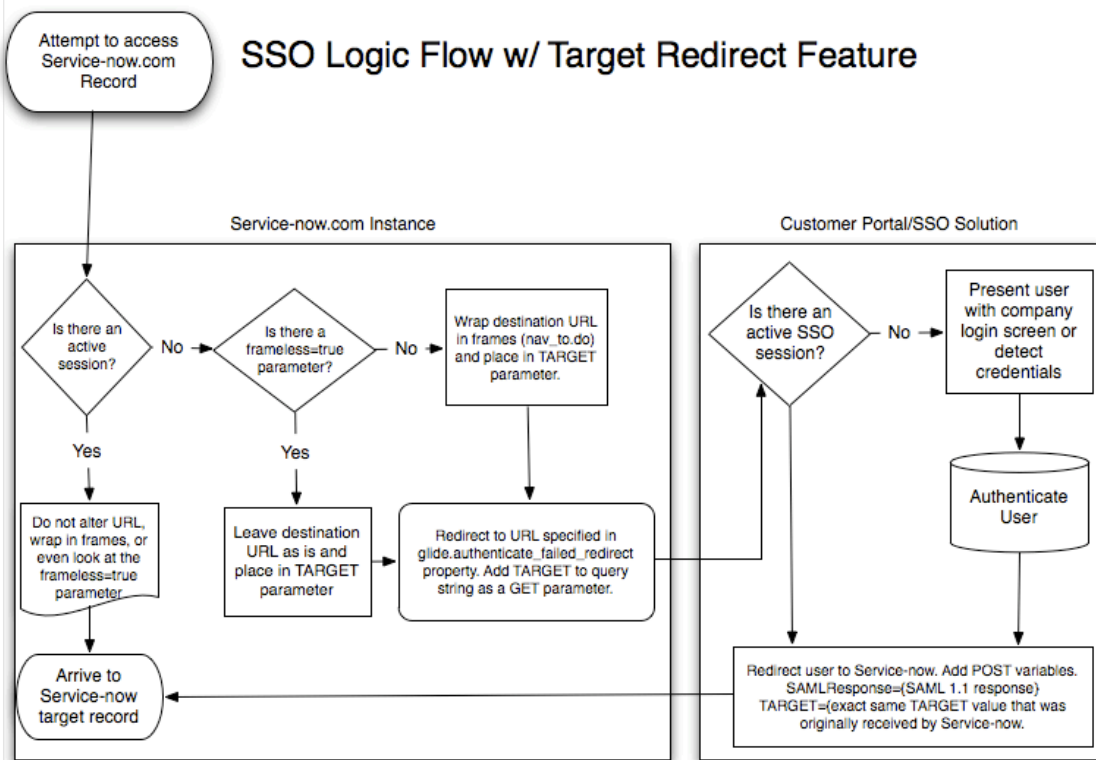 Attempt to access
Service-now.com
Record
SSO Logic Flow w/ Target Redirect Feature
Service-now.com Instance
Is there an
active
session?
No
Is there a
frameless=true
parameter?
No
Wrap destination URL
in frames (nav_to.do)
and place in TARGET
parameter.
Yes
Yes
Do not alter URL,
wrap in frames, or
even look at the
frameless=true
parameter
Leave destination
URL as is and
place in TARGET
parameter
Redirect to URL specified in
glide.authenticate_failed_redirect
property. Add TARGET to query
string as a GET parameter.
Arrive to
Service-now
target record
Customer Portal/SSO Solution
Is there an
active SSO
session?
No
Present user
with company
login screen or
detect
credentials
Authenticate
User
Redirect user to Service-now. Add POST variables.
SAMLResponse={SAML 1.1 response}
TARGET={exact same TARGET value that was
originally received by Service-now.